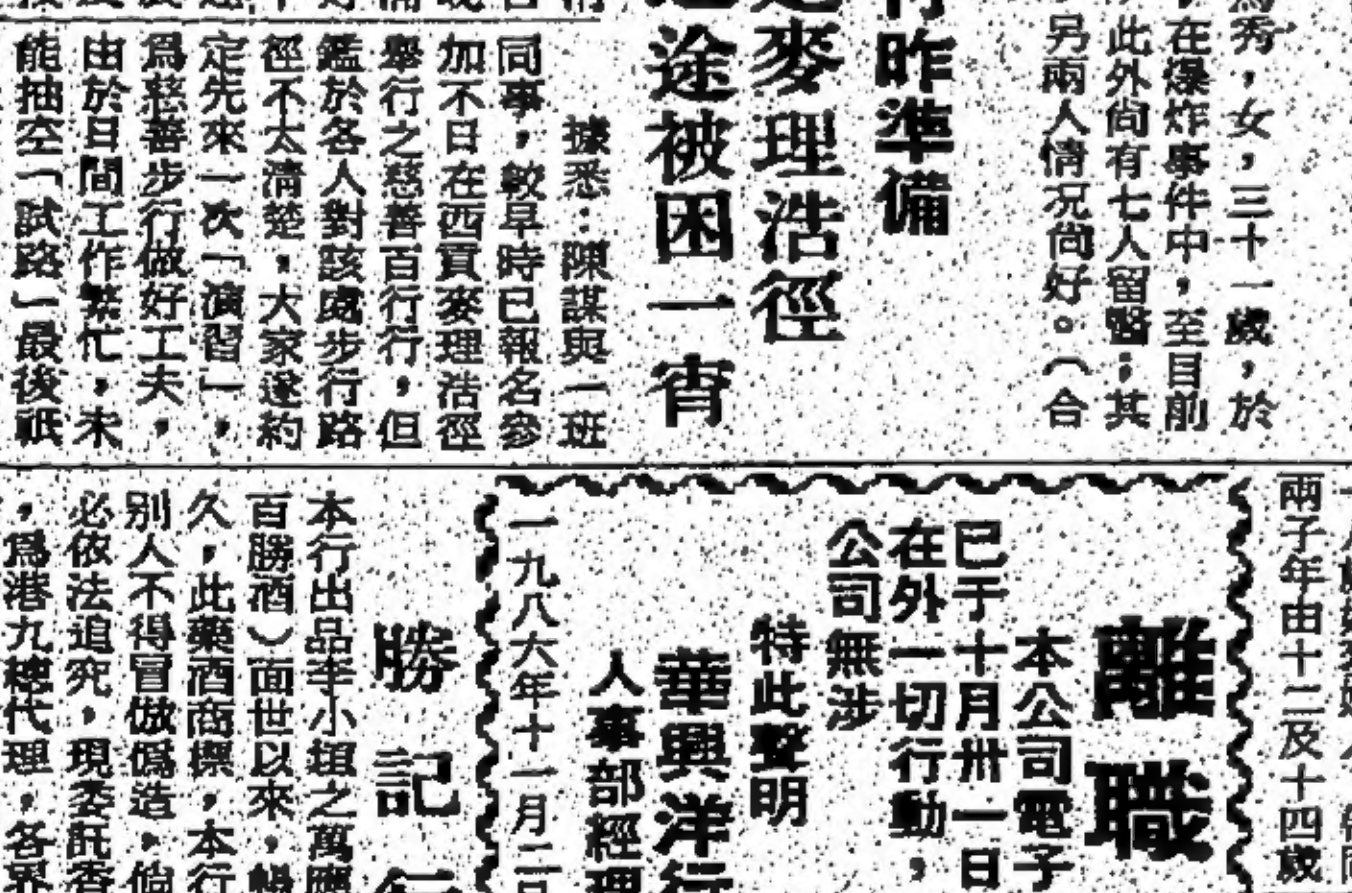 秀，女，三十一歲，於
在爆炸事件中，至目前
此外尙有七人留醫；其
另兩人情況尙好。（合
昨準備
麥理浩徑
途被困一宵
據悉：陳謀與一班
同事，較早時已報名參
加不日在西貢麥理浩徑
舉行之慈善百行行，但
鑑於各人對該處步行路
徑不太清楚，大家遂約
定先來一次「演習」，
爲慈善步行做好工夫，
由於日間工作繁忙，未
能抽空「試路」最後祇
兩子年由十二及十四歲
離職
本公司電子
已于十月卅一日
在外一切行動，
公司無涉
特此聲明
華興洋行
人事部經理
一九八六年十一月二日
勝記行
本行出品李小組之萬應
百勝酒）面世以來，暢
久，此藥酒商標，本行
别人不得冒倣僞造，倘
必依法追究，現委託香
，爲港九總代理，各界